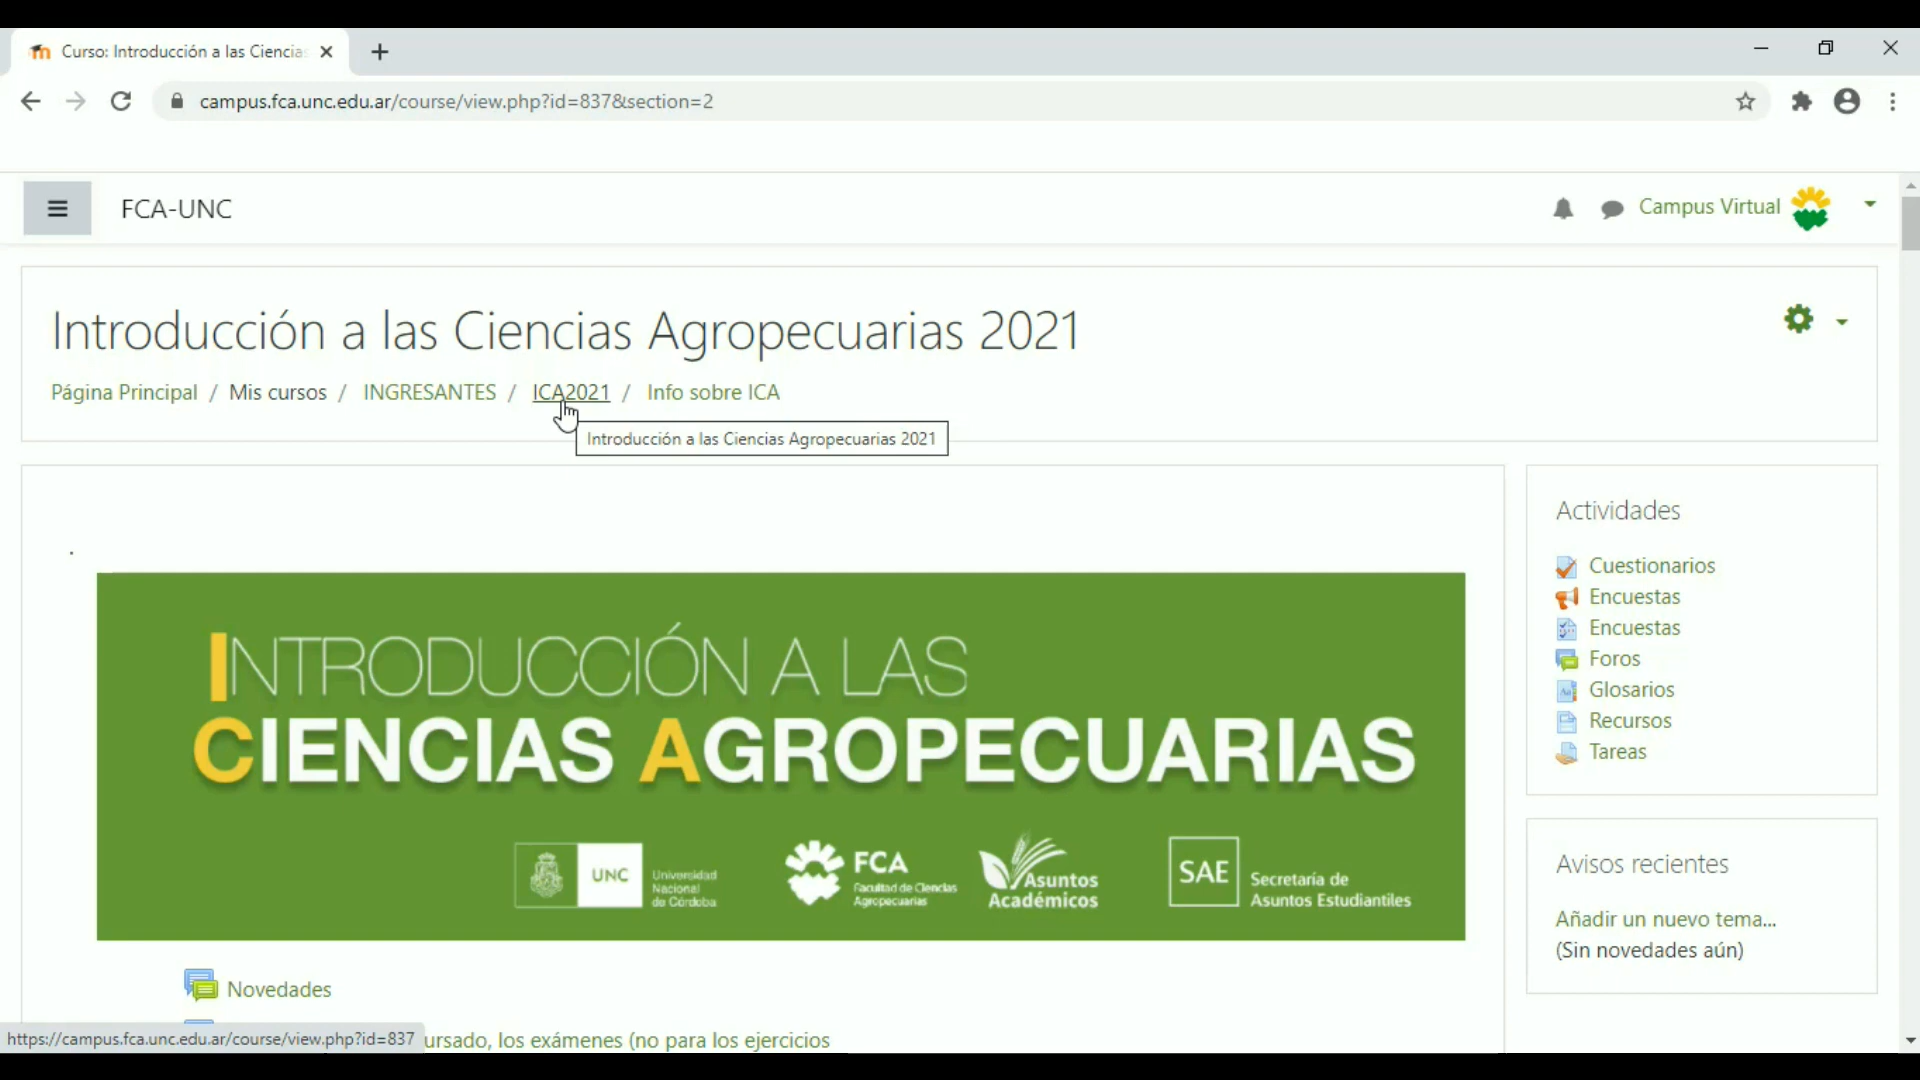 Curso: Introducción a las Ciencia
campus.fca.unc.edu.ar/course/view.php?id=837&section=2
FCA-UNC
Campus Virtual
Introducción a las Ciencias Agropecuarias 2021
Página Principal / Mis cursos / INGRESANTES / ICA2021 / Info sobre ICA
Introducción a las Ciencias Agropecuarias 2021
INTRODUCCIÓN A LAS
CIENCIAS AGROPECUARIAS
UNC
Universidad
Nacional
de Córdoba
FCA
Facultad de Ciencias
Agropecuarias
Asuntos
Académicos
SAE
Secretaría de
Asuntos Estudiantiles
Novedades
ursado, los exámenes (no para los ejercicios
https://campus.fca.unc.edu.ar/course/view.php?id=837
Actividades
Cuestionarios
Encuestas
Encuestas
Foros
Glosarios
Recursos
Tareas
Avisos recientes
Añadir un nuevo tema...
(Sin novedades aún)